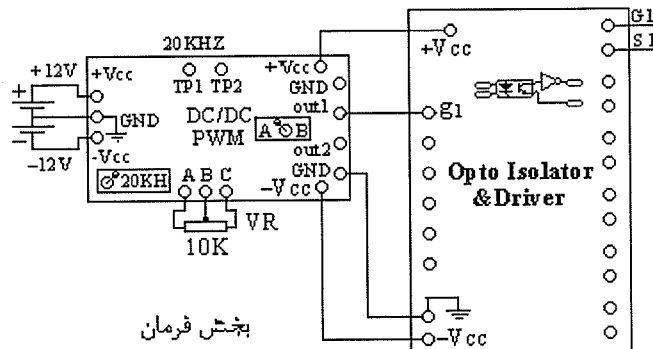 20KHZ
+12V
+Vcc
TP1 TP2
+Vcc
GND
+
GND
DC/DC
PWM
A B
out1
out2
GND
−
−12V
-Vcc
20KH
A B C
−Vcc
VR
10K
بخش فرمان
+Vcc
G1
S1
g1
Opto Isolator
&Driver
−Vcc